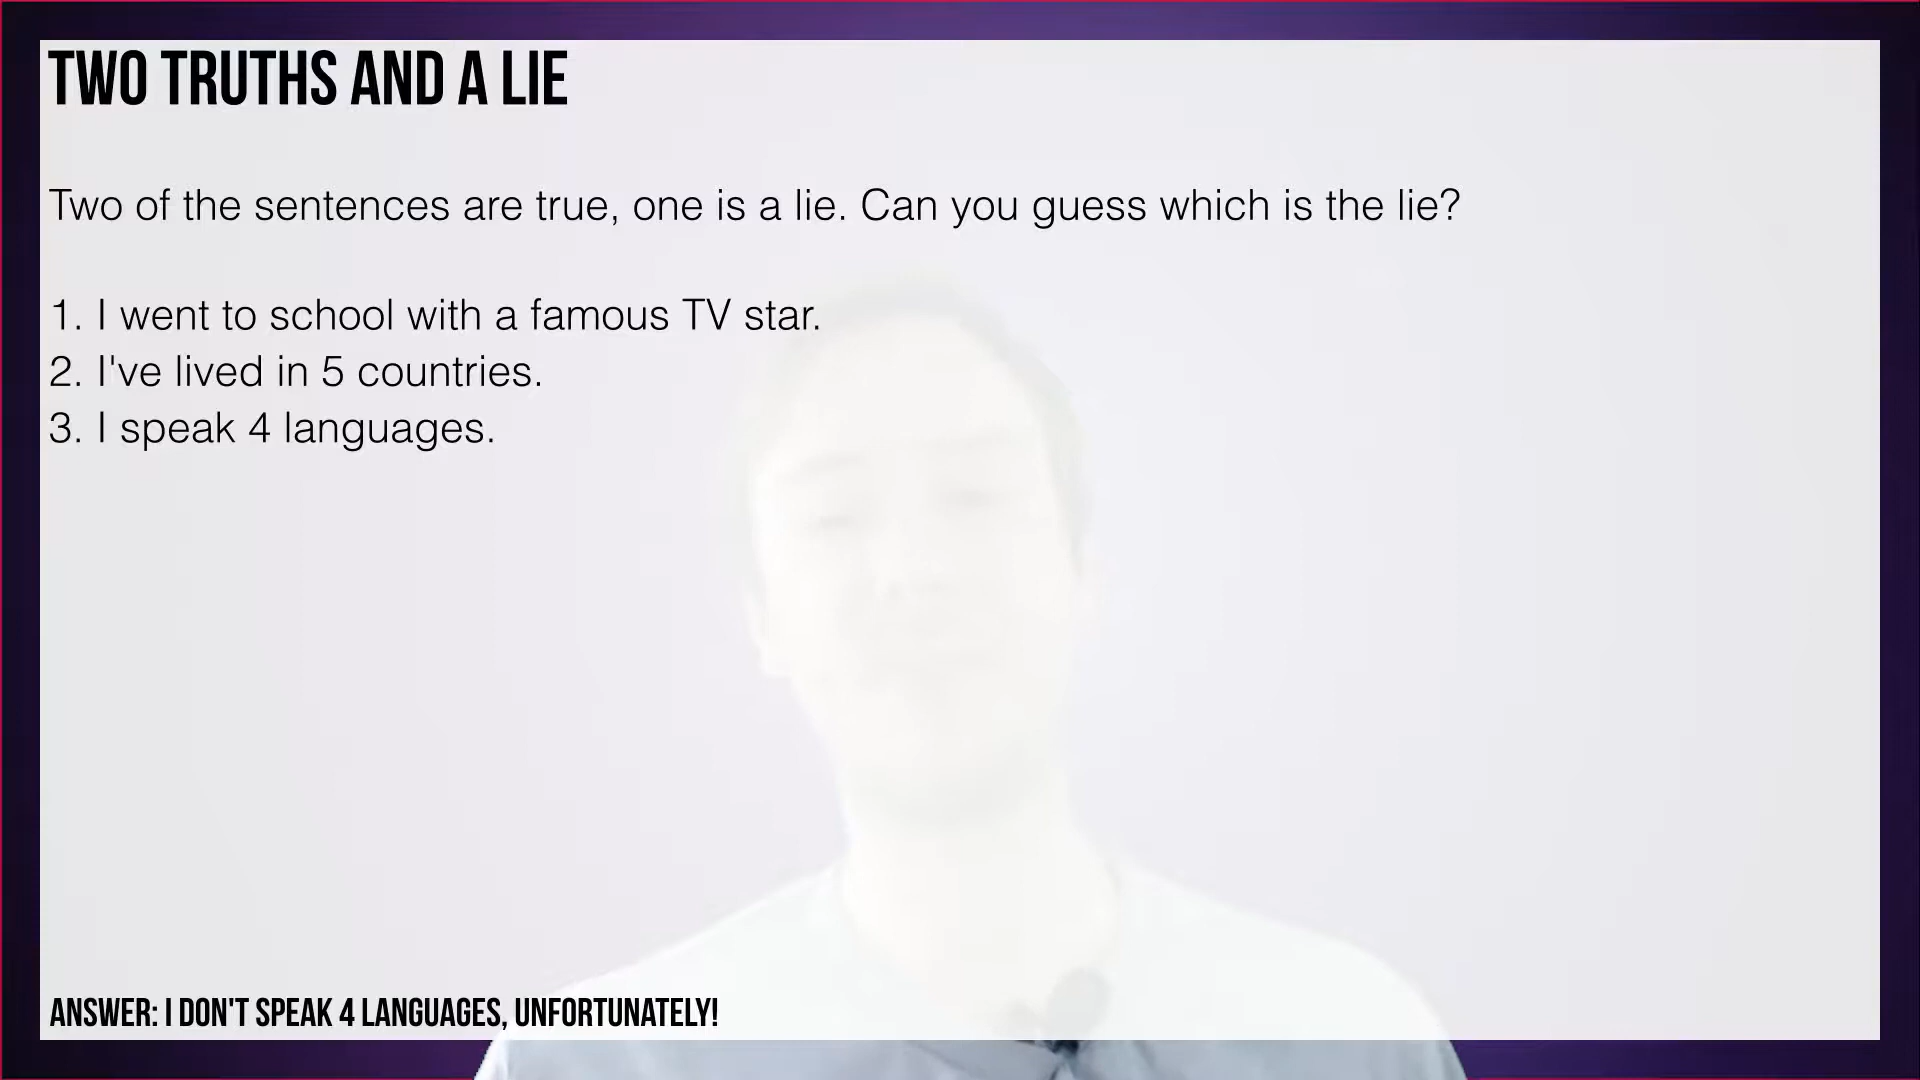 TWO TRUTHS AND A LIE
Two of the sentences are true, one is a lie. Can you guess which is the lie?
1. I went to school with a famous TV star.
2. I've lived in 5 countries.
3. I speak 4 languages.
ANSWER: I DON'T SPEAK 4 LANGUAGES, UNFORTUNATELY!